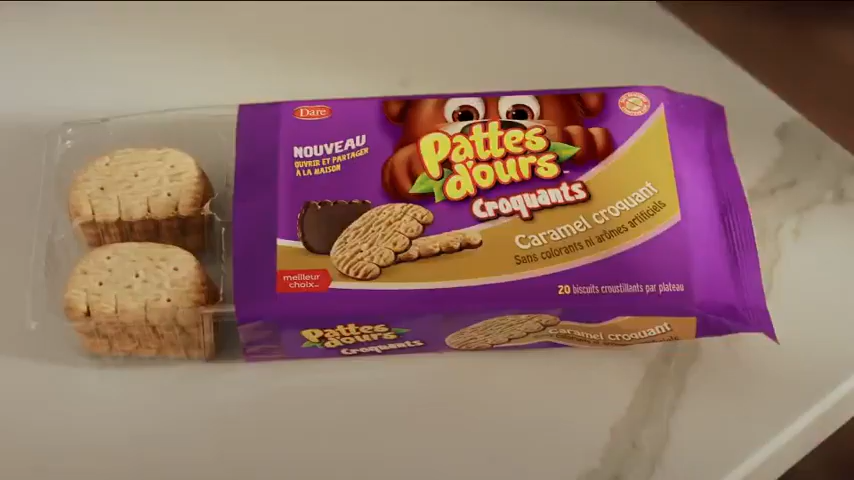 Dare
NOUVEAU
OUVRIR ET PARTAGER
À LA MAISON
Pattes
d'ours
Croquants
Caramel croquant
Sans colorants ni arômes artificiels
meilleur
choix...
20 biscuits croustillants par plateau
Pattes
d'ours
Croquants
Caramel croquant